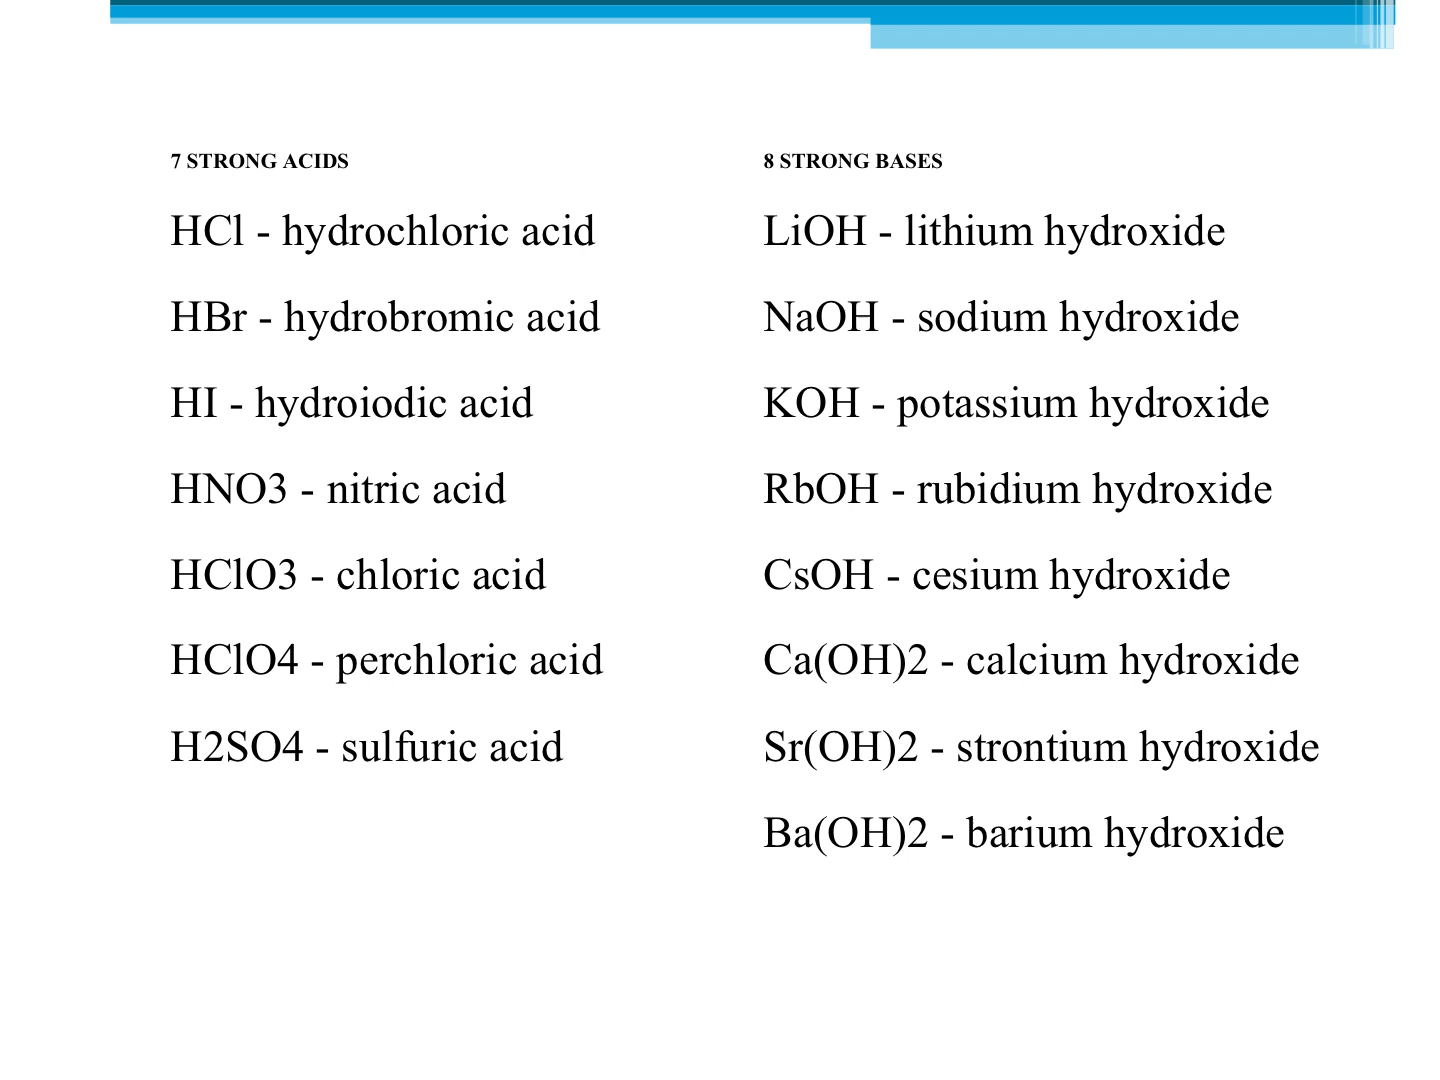 7 STRONG ACIDS
HCl - hydrochloric acid
HBr - hydrobromic acid
HI - hydroiodic acid
HNO3 - nitric acid
HClO3 - chloric acid
HClO4 - perchloric acid
H2SO4 - sulfuric acid
8 STRONG BASES
LiOH - lithium hydroxide
NaOH - sodium hydroxide
KOH - potassium hydroxide
RbOH - rubidium hydroxide
CsOH - cesium hydroxide
Ca(OH)2 - calcium hydroxide
Sr(OH)2 - strontium hydroxide
Ba(OH)2 - barium hydroxide